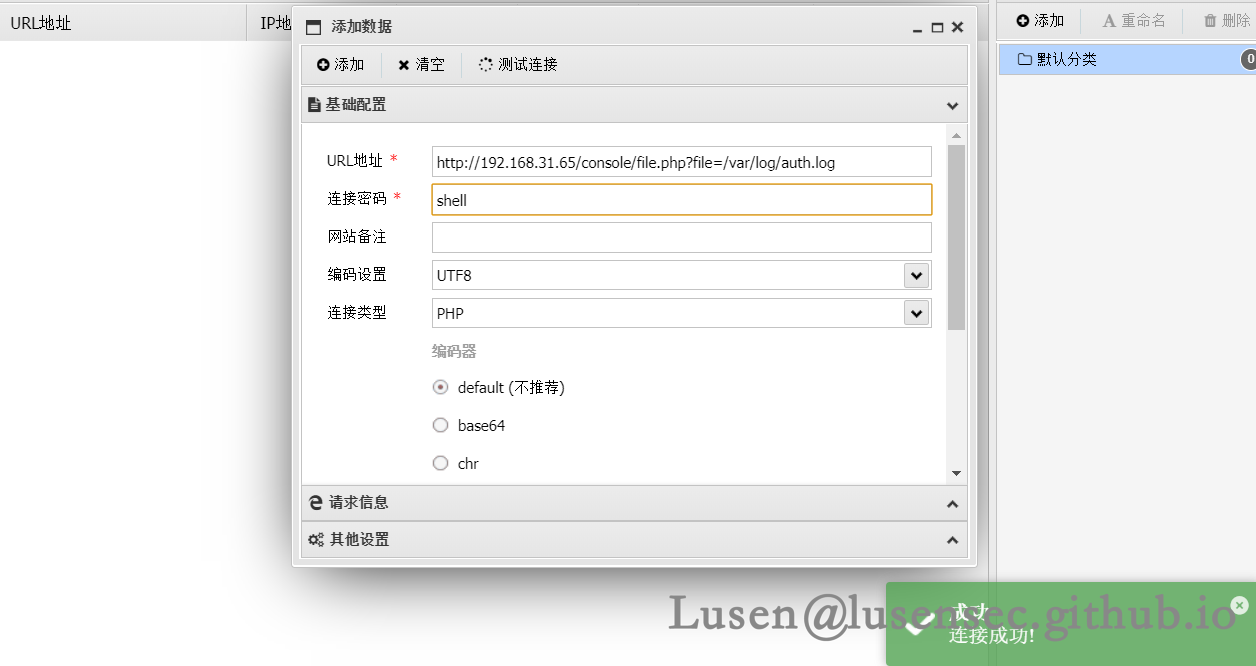 URL地址
IP地
添加数据
添加
清空
测试连接
基础配置
URL地址 *
http://192.168.31.65/console/file.php?file=/var/log/auth.log
连接密码 *
shell
网站备注
编码设置
UTF8
连接类型
PHP
编码器
default (不推荐)
base64
chr
请求信息
其他设置
添加
重命名
删除
默认分类
0
成功
连接成功!
Lusen@lusensec.github.io